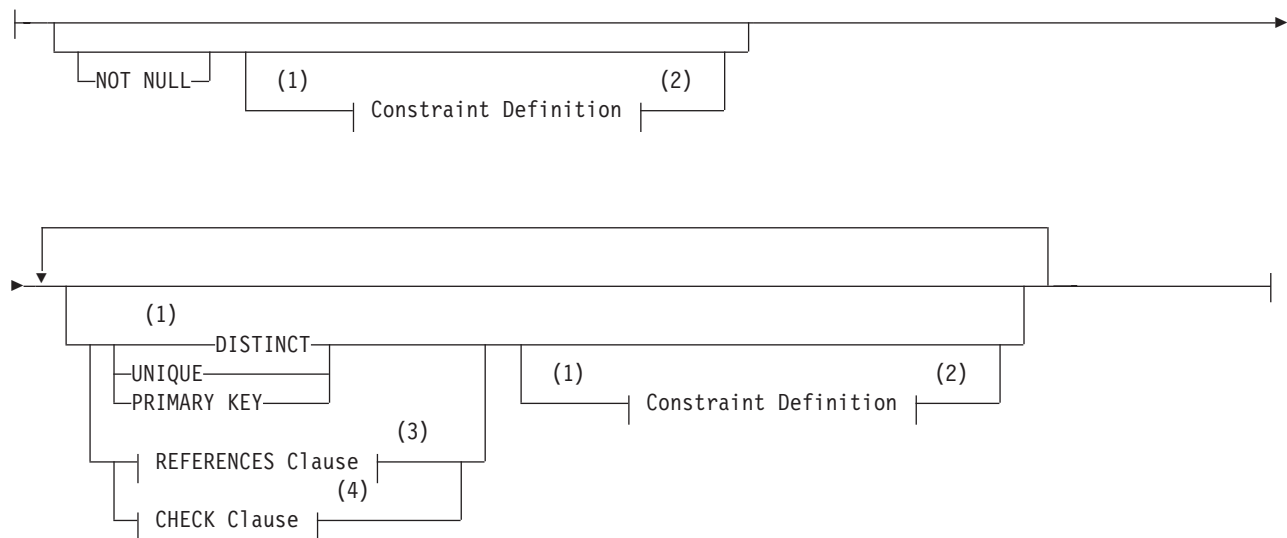 (1) (2)
NOT NULL
Constraint Definition
(1)
DISTINCT
UNIQUE (1) (2)
PRIMARY KEY Constraint Definition
(3)
REFERENCES Clause
(4)
CHECK Clause